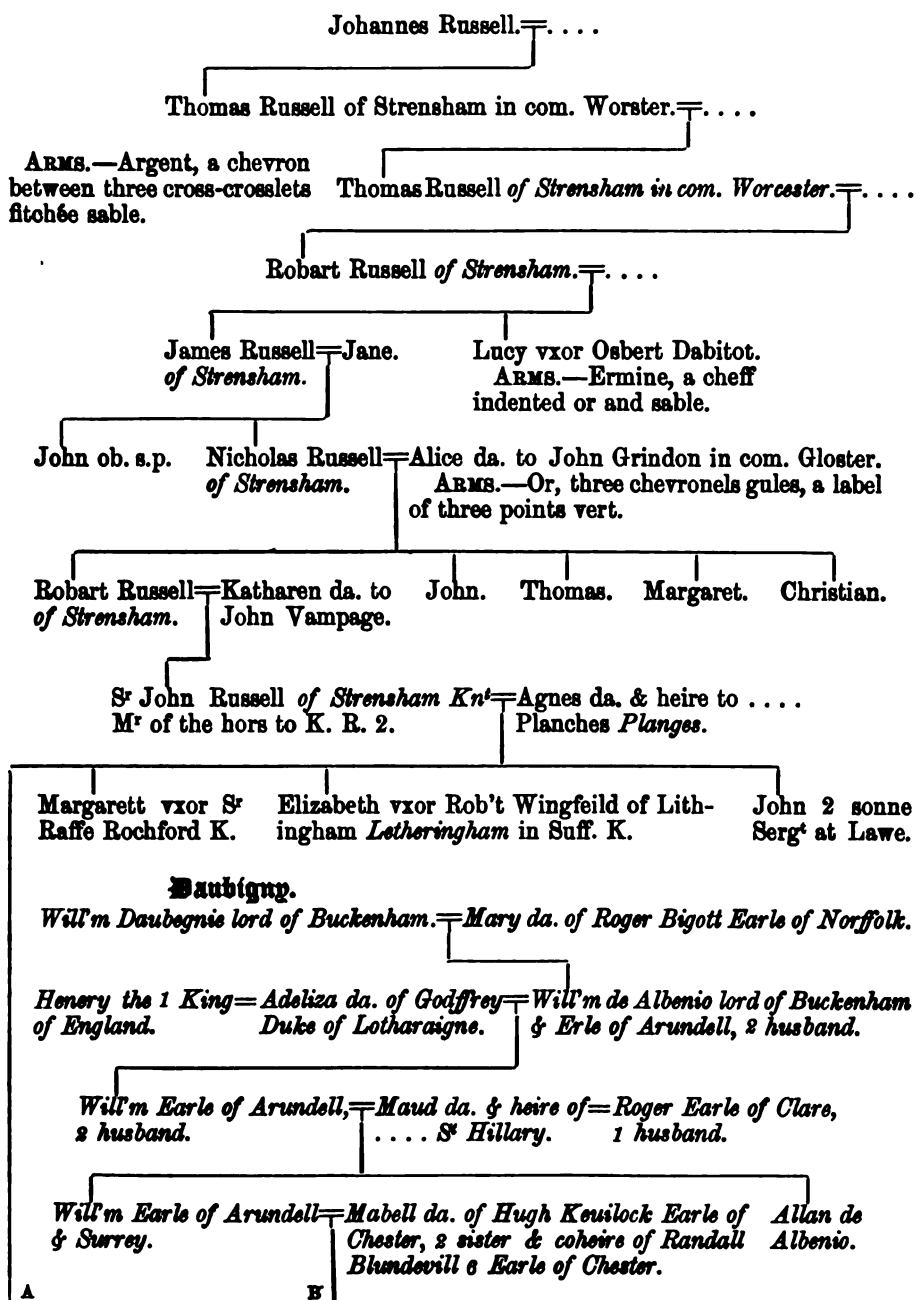 Johannes Russell.=. . . .
Thomas Russell of Strensham in com. Worster.=. . . .
ARMS.—Argent, a chevron
between three cross-crosslets
fitchée sable.
Thomas Russell of Strensham in com. Worcester.=. . . .
Robart Russell of Strensham.=. . . .
James Russell=Jane.
of Strensham.
Lucy vxor Osbert Dabitot.
ARMS.—Ermine, a cheff
indented or and sable.
John ob. s.p.
Nicholas Russell=Alice da. to John Grindon in com. Gloster.
of Strensham.
ARMS.—Or, three chevronels gules, a label
of three points vert.
Robart Russell=Katharen da. to
of Strensham. John Vampage.
John. Thomas. Margaret. Christian.
Sr John Russell of Strensham Knt=Agnes da. & heire to . . . .
Mr of the hors to K. R. 2. Planches Planges.
Margarett vxor Sr
Raffe Rochford K.
Elizabeth vxor Rob't Wingfeild of Lith-
ingham Letheringham in Suff. K.
John 2 sonne
Sergt at Lawe.
Daubigny.
Will'm Daubegnie lord of Buckenham.=Mary da. of Roger Bigott Earle of Norffolk.
Henery the 1 King=Adeliza da. of Godffrey=Will'm de Albenio lord of Buckenham
of England. Duke of Lotharaigne. & Erle of Arundell, 2 husband.
Will'm Earle of Arundell,=Maud da. & heire of=Roger Earle of Clare,
2 husband. . . . . St Hillary. 1 husband.
Will'm Earle of Arundell=Mabell da. of Hugh Keuilock Earle of
& Surrey. Chester, 2 sister & coheire of Randall
Blundevill 6 Earle of Chester.
Allan de
Albenio.
A B